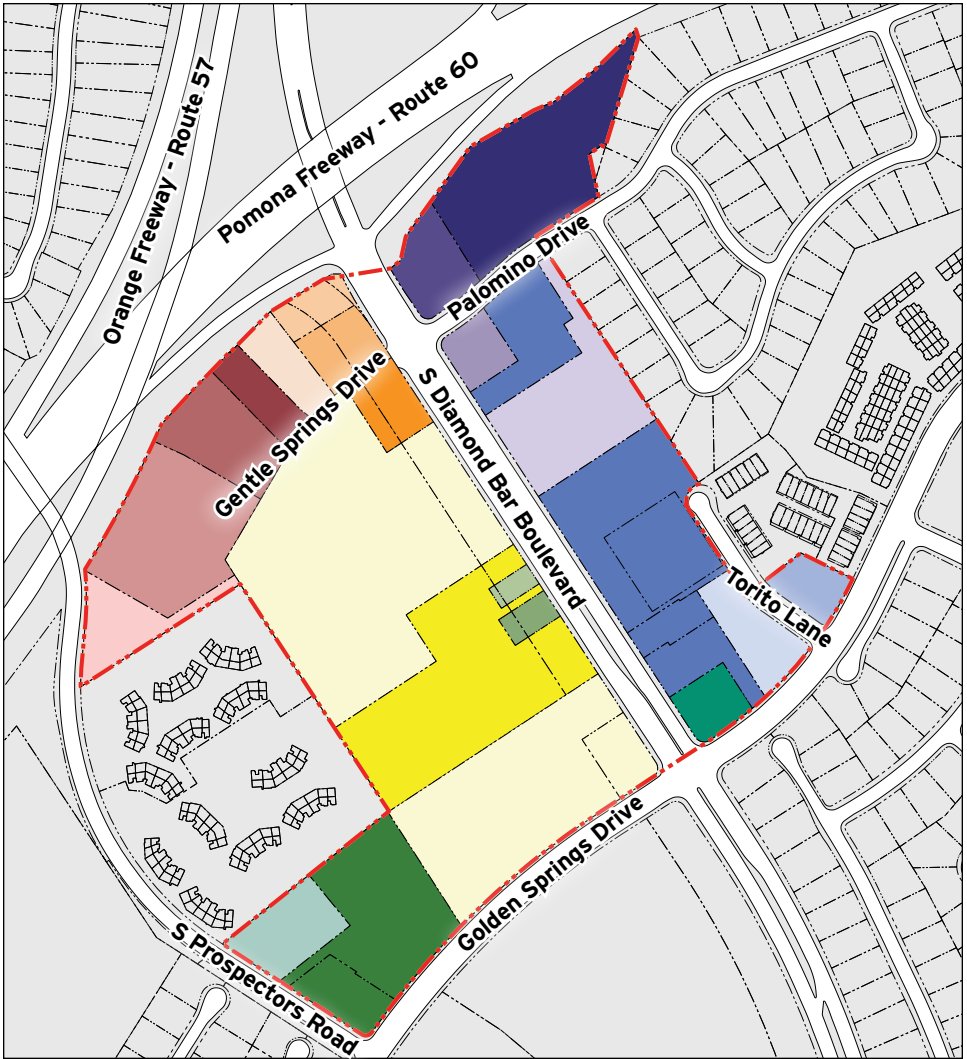 Orange Freeway - Route 57
Pomona Freeway - Route 60
Palomino Drive
Gentle Springs Drive
S Diamond Bar Boulevard
Torito Lane
Golden Springs Drive
S Prospectors Road